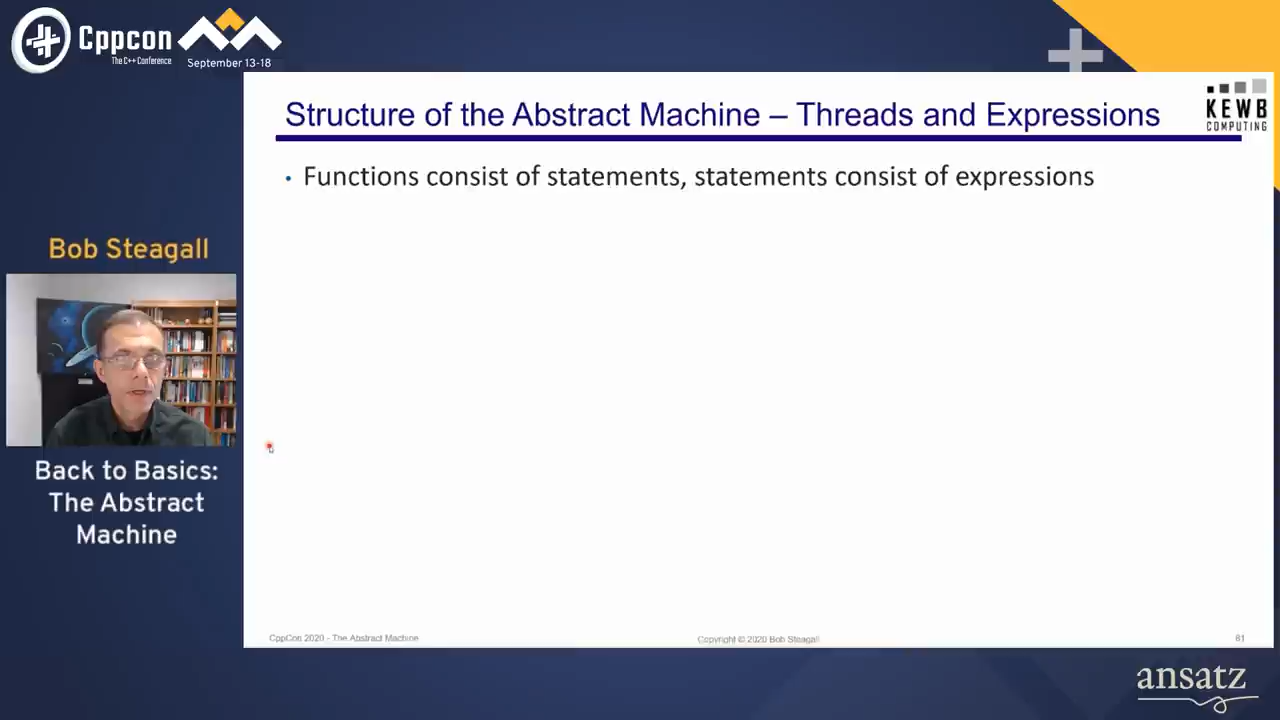 Cppcon
The C++ Conference
September 13-18
Structure of the Abstract Machine – Threads and Expressions
KEWB
COMPUTING
• Functions consist of statements, statements consist of expressions
Bob Steagall
Back to Basics:
The Abstract
Machine
CppCon 2020 - The Abstract Machine
Copyright © 2020 Bob Steagall
81
ansatz